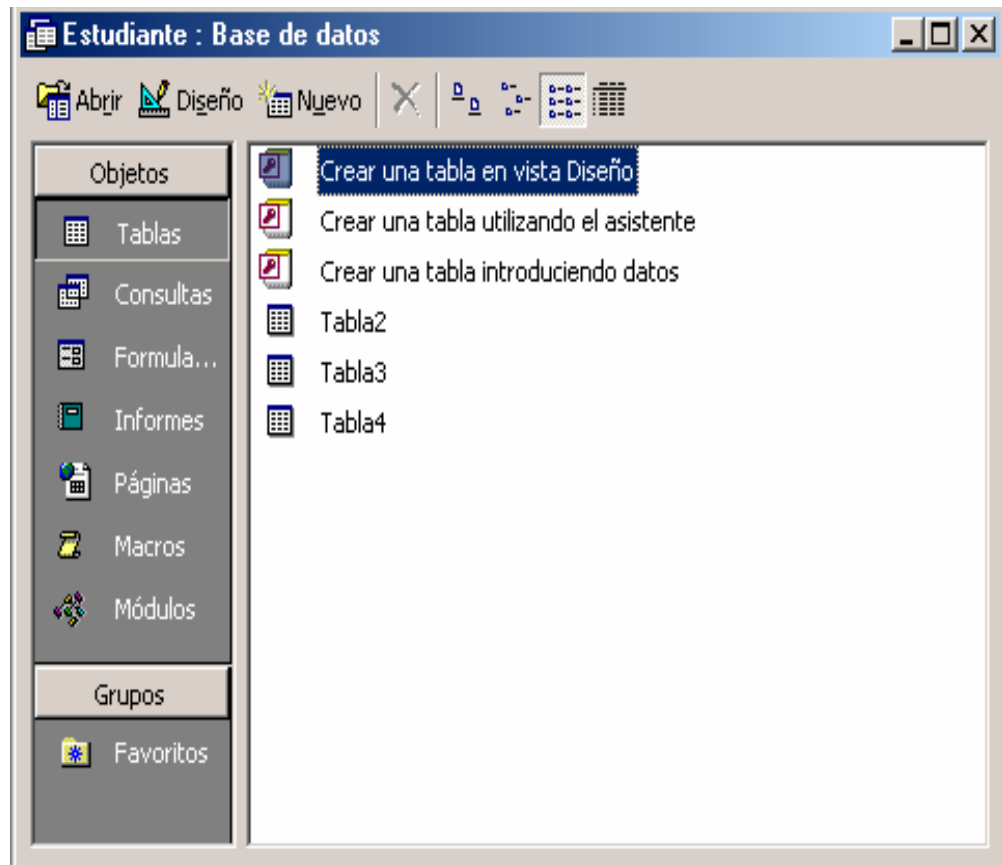 Estudiante : Base de datos
Abrir Diseño Nuevo
Objetos
Tablas
Consultas
Formula...
Informes
Páginas
Macros
Módulos
Grupos
Favoritos
Crear una tabla en vista Diseño
Crear una tabla utilizando el asistente
Crear una tabla introduciendo datos
Tabla2
Tabla3
Tabla4